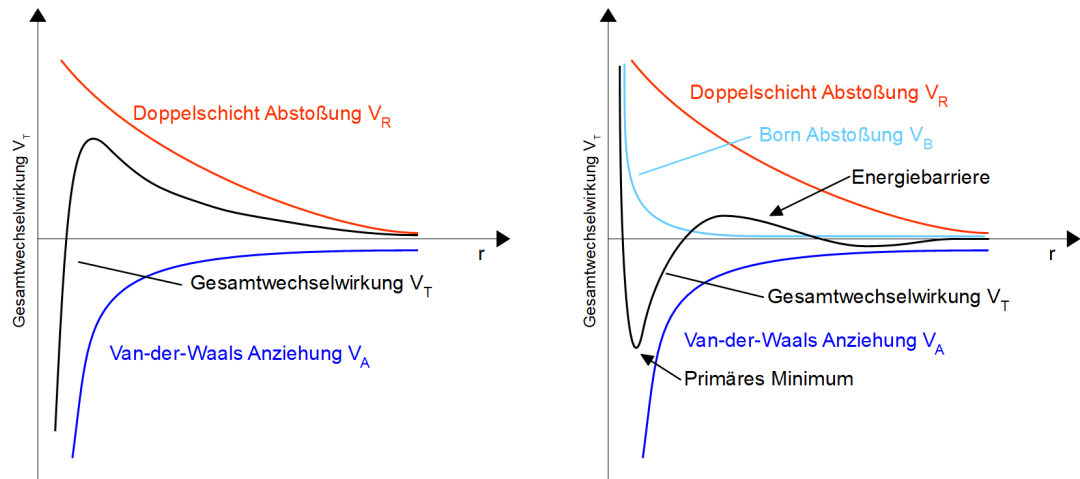 Gesamtwechselwirkung V_T
Doppelschicht Abstoßung V_R
r
Gesamtwechselwirkung V_T
Van-der-Waals Anziehung V_A
Gesamtwechselwirkung V_T
Doppelschicht Abstoßung V_R
Born Abstoßung V_B
Energiebarriere
r
Gesamtwechselwirkung V_T
Van-der-Waals Anziehung V_A
Primäres Minimum